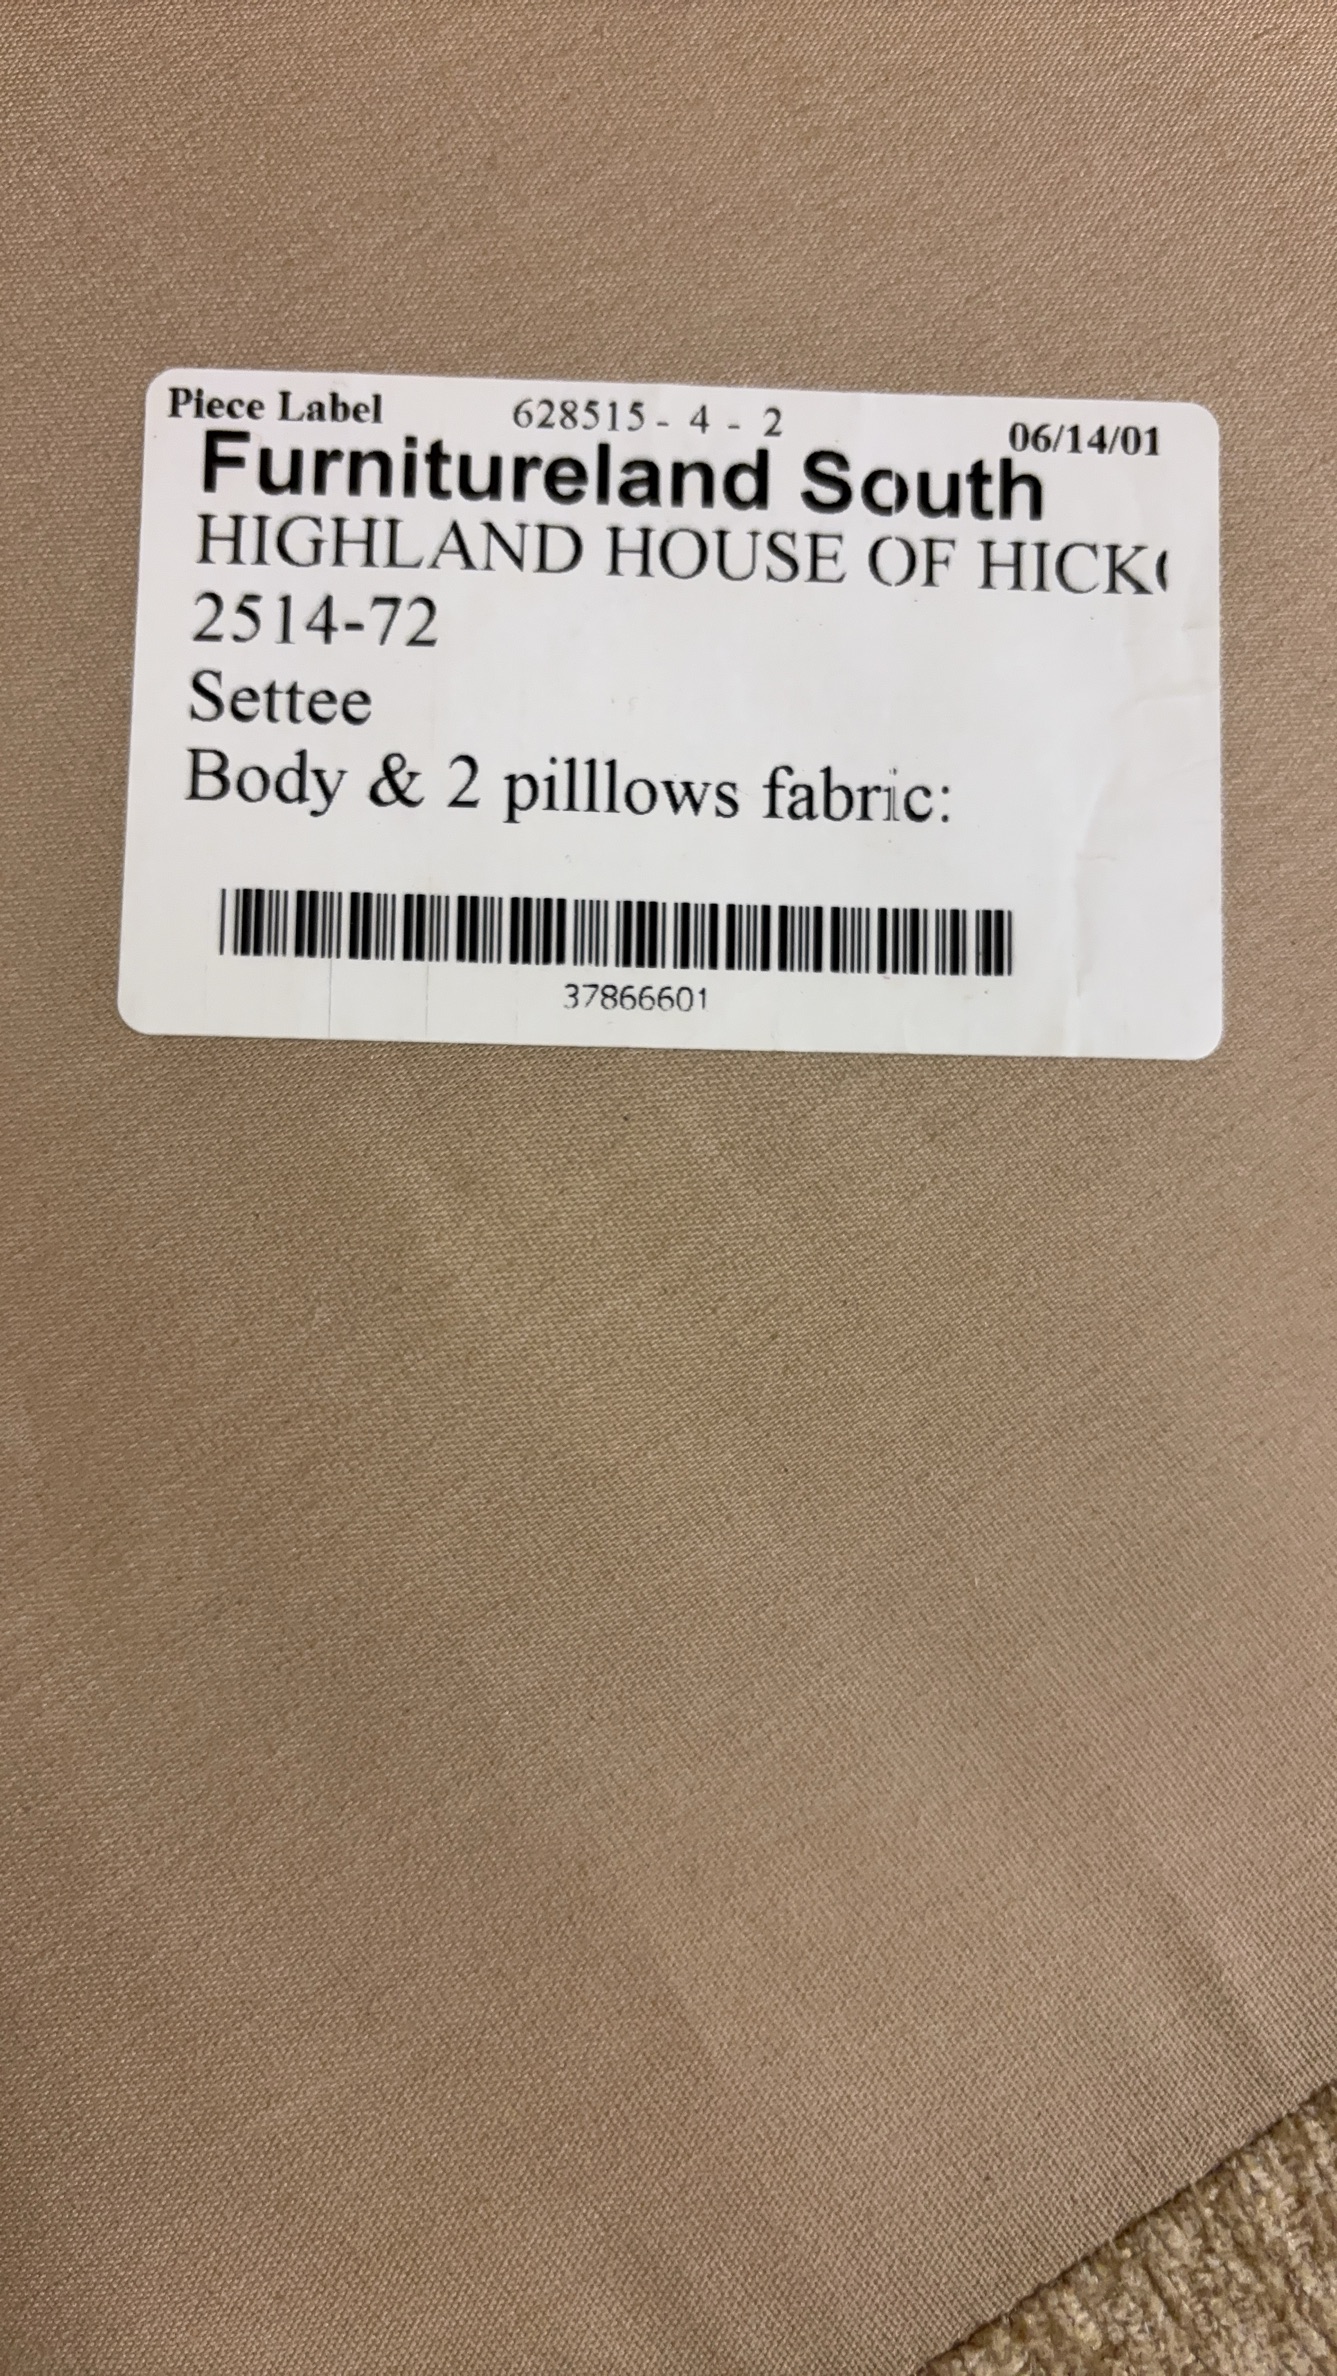 Piece Label 628515 - 4 - 2 06/14/01
Furnitureland South
HIGHLAND HOUSE OF HICK
2514-72
Settee
Body & 2 pilllows fabric:
37866601